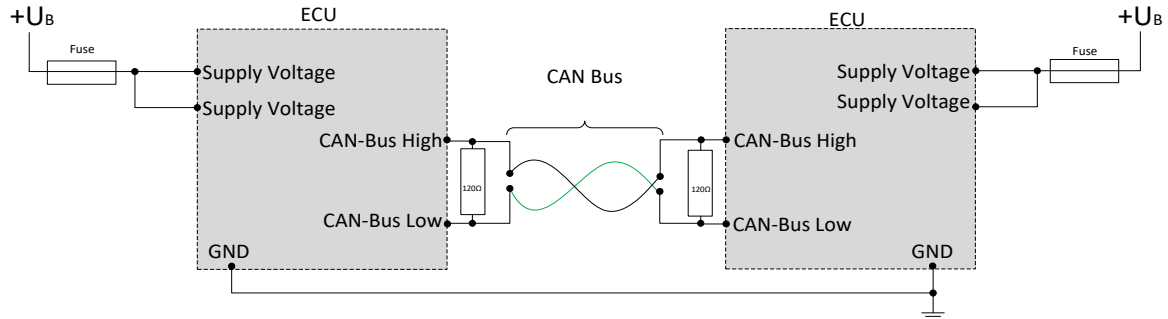 +UB
ECU
ECU
+UB
Fuse
Fuse
Supply Voltage
Supply Voltage
CAN Bus
Supply Voltage
Supply Voltage
CAN-Bus High
CAN-Bus High
120Ω
120Ω
CAN-Bus Low
CAN-Bus Low
GND
GND